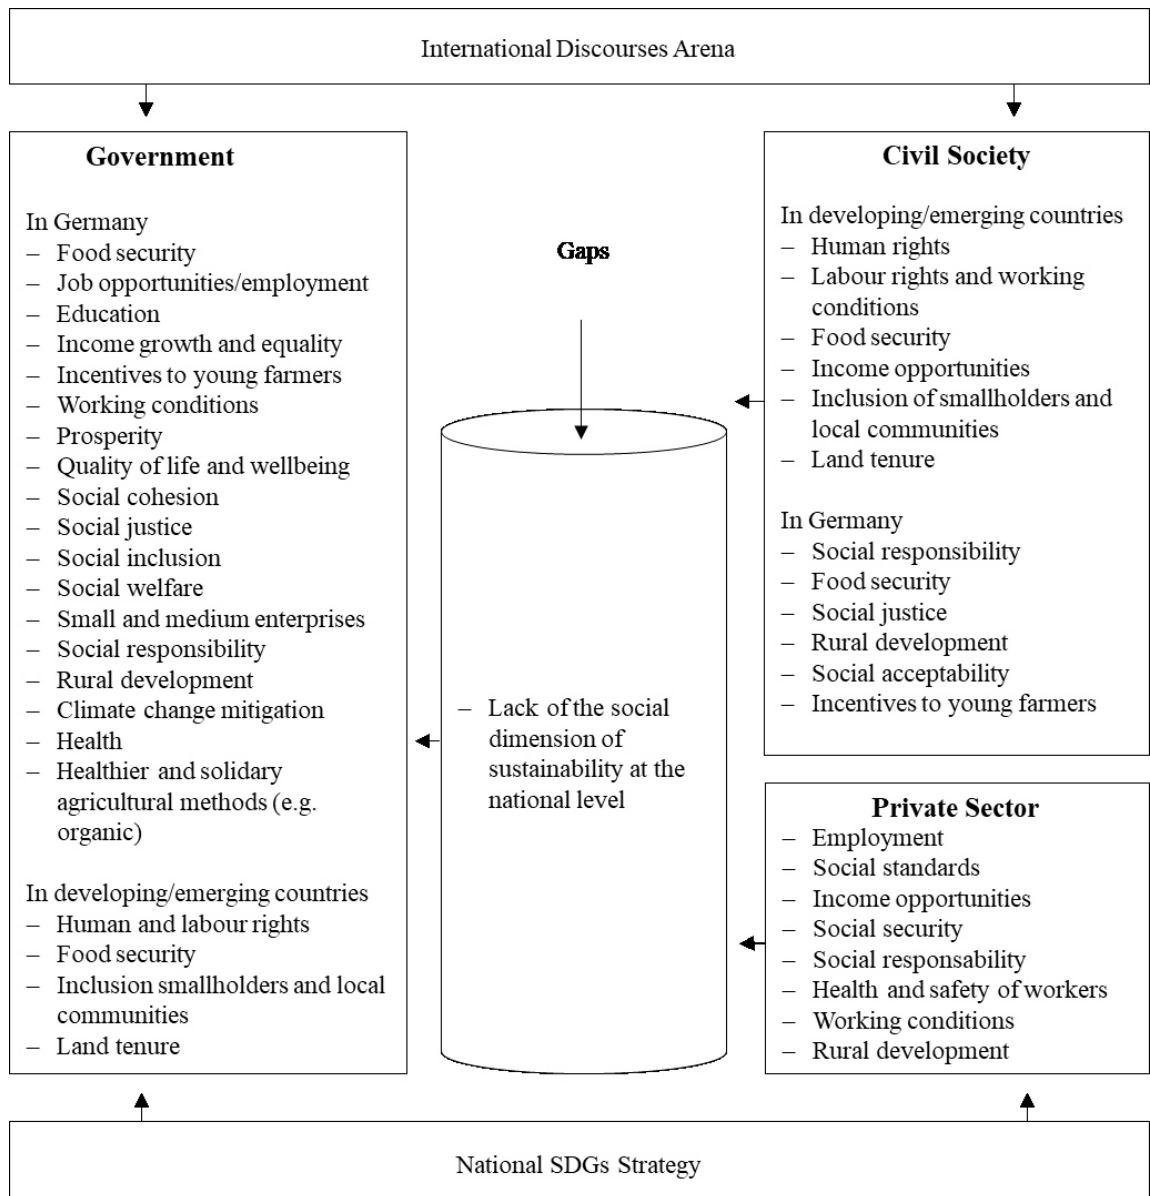 International Discourses Arena
Government
In Germany
– Food security
– Job opportunities/employment
– Education
– Income growth and equality
– Incentives to young farmers
– Working conditions
– Prosperity
– Quality of life and wellbeing
– Social cohesion
– Social justice
– Social inclusion
– Social welfare
– Small and medium enterprises
– Social responsibility
– Rural development
– Climate change mitigation
– Health
– Healthier and solidary
agricultural methods (e.g.
organic)
In developing/emerging countries
– Human and labour rights
– Food security
– Inclusion smallholders and local
communities
– Land tenure
Gaps
– Lack of the social
dimension of
sustainability at the
national level
Civil Society
In developing/emerging countries
– Human rights
– Labour rights and working
conditions
– Food security
– Income opportunities
– Inclusion of smallholders and
local communities
– Land tenure
In Germany
– Social responsibility
– Food security
– Social justice
– Rural development
– Social acceptability
– Incentives to young farmers
Private Sector
– Employment
– Social standards
– Income opportunities
– Social security
– Social responsability
– Health and safety of workers
– Working conditions
– Rural development
National SDGs Strategy